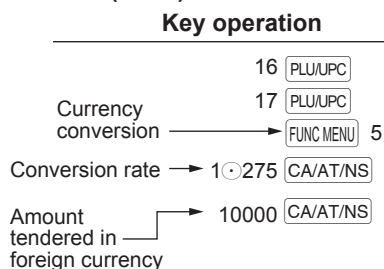 Key operation
16 PLU/UPC
17 PLU/UPC
Currency
conversion FUNC MENU 5
Conversion rate 1⊙275 CA/AT/NS
Amount
tendered in
foreign currency 10000 CA/AT/NS